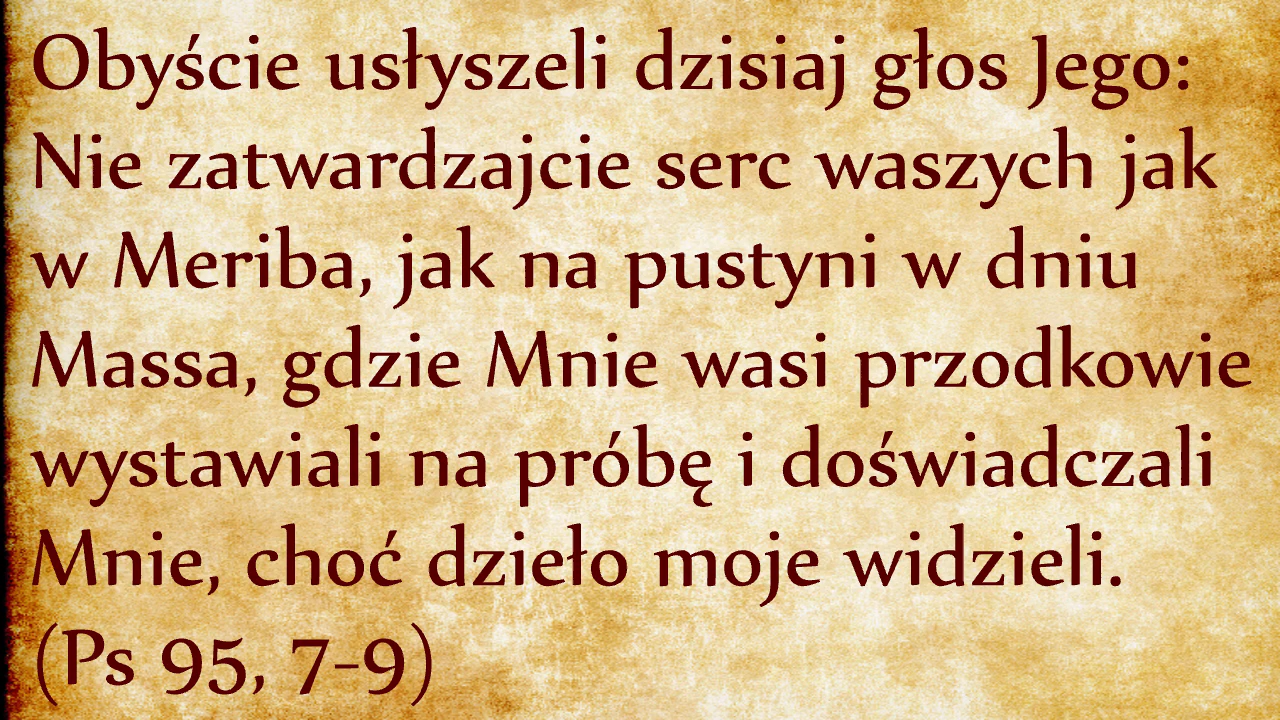 Obyście usłyszeli dzisiaj głos Jego:
Nie zatwardzajcie serc waszych jak
w Meriba, jak na pustyni w dniu
Massa, gdzie Mnie wasi przodkowie
wystawiali na próbę i doświadczali
Mnie, choć dzieło moje widzieli.
(Ps 95, 7-9)